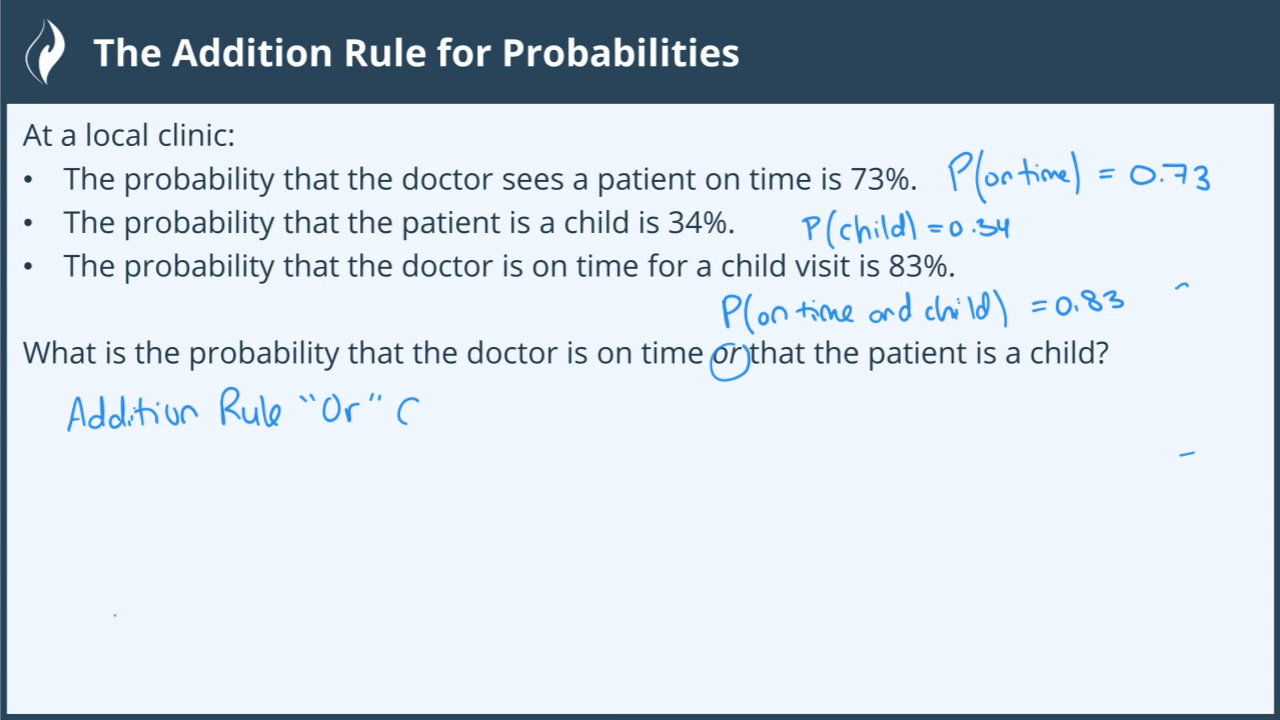 The Addition Rule for Probabilities
At a local clinic:
• The probability that the doctor sees a patient on time is 73%. P(on time) = 0.73
• The probability that the patient is a child is 34%. P(child) = 0.34
• The probability that the doctor is on time for a child visit is 83%.
P(on time and child) = 0.83
What is the probability that the doctor is on time or that the patient is a child?
Addition Rule "Or" (